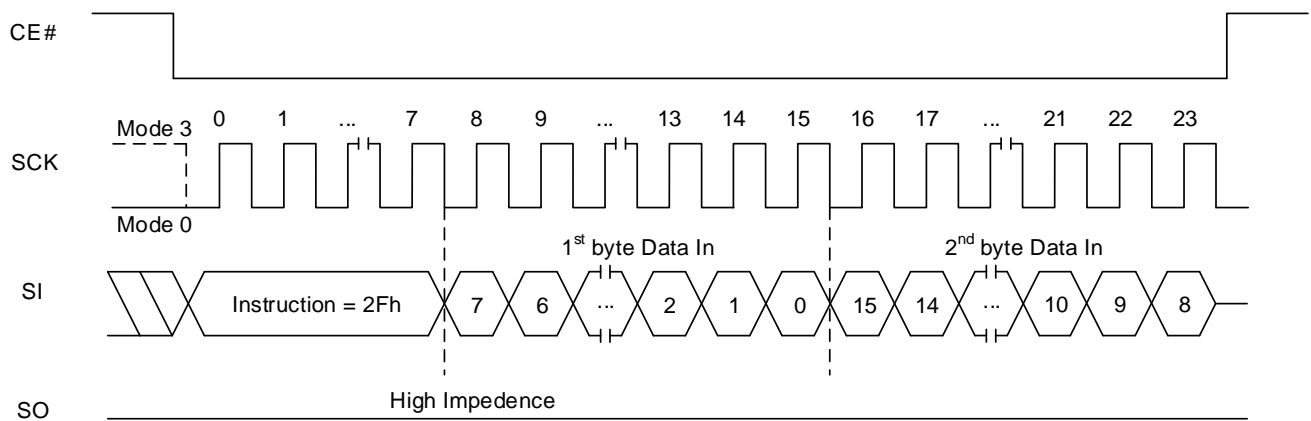 CE#
Mode 3 0 1 ... 7 8 9 ... 13 14 15 16 17 ... 21 22 23
SCK
Mode 0
1st byte Data In 2nd byte Data In
SI Instruction = 2Fh 7 6 ... 2 1 0 15 14 ... 10 9 8
High Impedence
SO